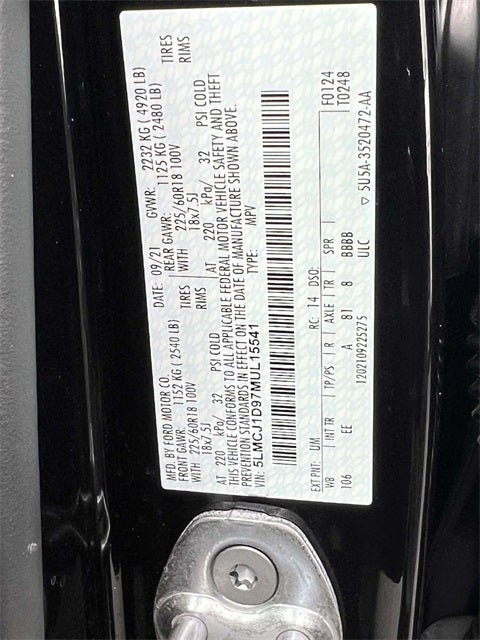 MFD. BY FORD MOTOR CO.
DATE: 09/21 GVWR: 2232 KG ( 4920 LB)
FRONT GAWR: 1152 KG ( 2540 LB) REAR GAWR: 1125 KG ( 2480 LB)
WITH 225/60R18 100V TIRES WITH 225/60R18 100V TIRES
18x7.5J RIMS 18x7.5J RIMS
AT 220 kPa/ 32 PSI COLD AT 220 kPa/ 32 PSI COLD
THIS VEHICLE CONFORMS TO ALL APPLICABLE FEDERAL MOTOR VEHICLE SAFETY AND THEFT
PREVENTION STANDARDS IN EFFECT ON THE DATE OF MANUFACTURE SHOWN ABOVE.
VIN: 5LMCJ1D97MUL15541 TYPE: MPV
F0124
T0248
EXT PNT: UM RC: 14 DSO:
WB | INT TR | TP/PS | R | AXLE | TR | SPR
106 EE A 81 8 BBBB
1202109225275 ULC ▽ 5U5A-3520472-AA